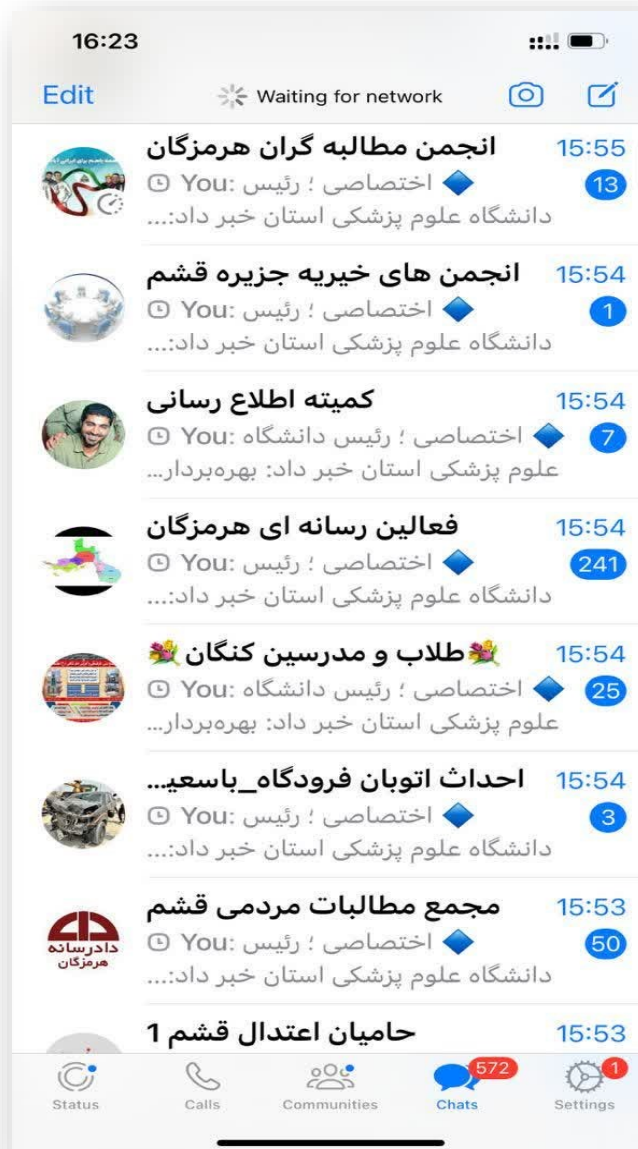 16:23
Edit
Waiting for network
انجمن مطالبه گران هرمزگان
15:55
You: 🔷 اختصاصی ؛ رئیس
13
دانشگاه علوم پزشکی استان خبر داد:...
انجمن های خیریه جزیره قشم
15:54
You: 🔷 اختصاصی ؛ رئیس
1
دانشگاه علوم پزشکی استان خبر داد:...
کمیته اطلاع رسانی
15:54
You: 🔷 اختصاصی ؛ رئیس دانشگاه
7
علوم پزشکی استان خبر داد: بهره‌بردار...
فعالین رسانه ای هرمزگان
15:54
You: 🔷 اختصاصی ؛ رئیس
241
دانشگاه علوم پزشکی استان خبر داد:...
💐طلاب و مدرسین کنگان💐
15:54
You: 🔷 اختصاصی ؛ رئیس دانشگاه
25
علوم پزشکی استان خبر داد: بهره‌بردار...
احداث اتوبان فرودگاه_باسعی...
15:54
You: 🔷 اختصاصی ؛ رئیس
3
دانشگاه علوم پزشکی استان خبر داد:...
مجمع مطالبات مردمی قشم
15:53
You: 🔷 اختصاصی ؛ رئیس
50
دادرسانه
هرمزگان
دانشگاه علوم پزشکی استان خبر داد:...
حامیان اعتدال قشم 1
15:53
572
1
Status
Calls
Communities
Chats
Settings